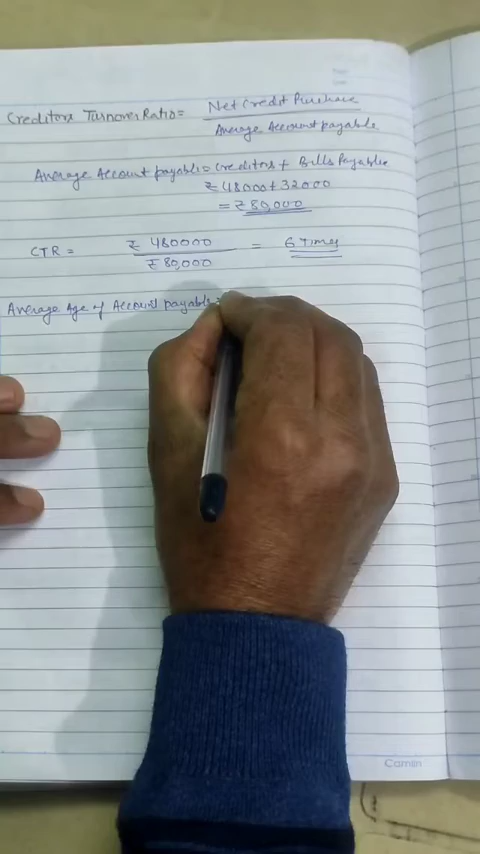 Creditors Turnover Ratio = Net Credit Purchase
Average Account payable
Average Account payable = Creditors + Bills Payable
₹ 48000 + 32000
= ₹ 80,000
CTR = ₹ 480000 = 6 Times
₹ 80,000
Average Age of Account payable =
Camlin